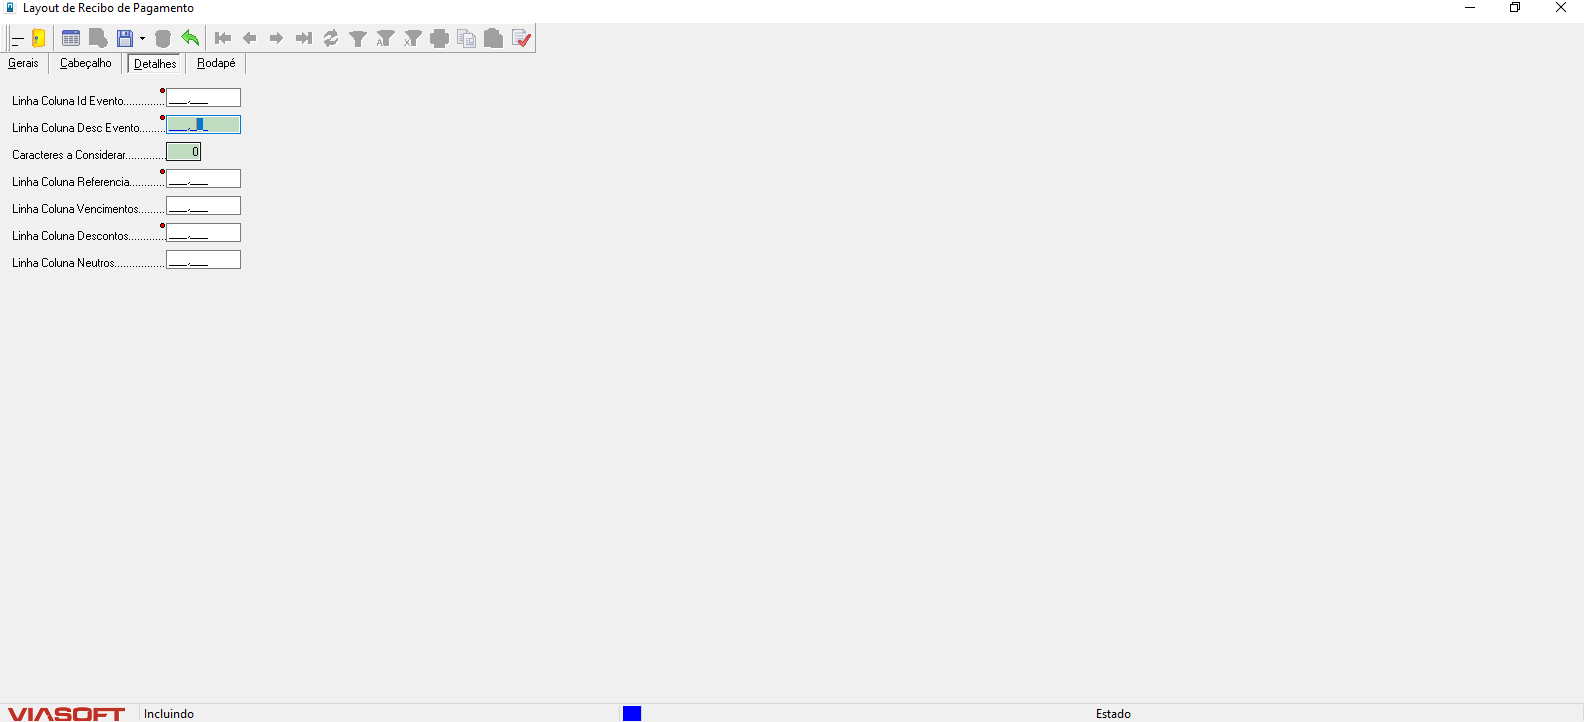 Layout de Recibo de Pagamento
Gerais Cabeçalho Detalhes Rodapé
Linha Coluna Id Evento.............. ___.___
Linha Coluna Desc Evento......... ___.___
Caracteres a Considerar.............. 0
Linha Coluna Referencia............ ___.___
Linha Coluna Vencimentos......... ___.___
Linha Coluna Descontos............. ___.___
Linha Coluna Neutros................. ___.___
VIASOFT Incluindo Estado